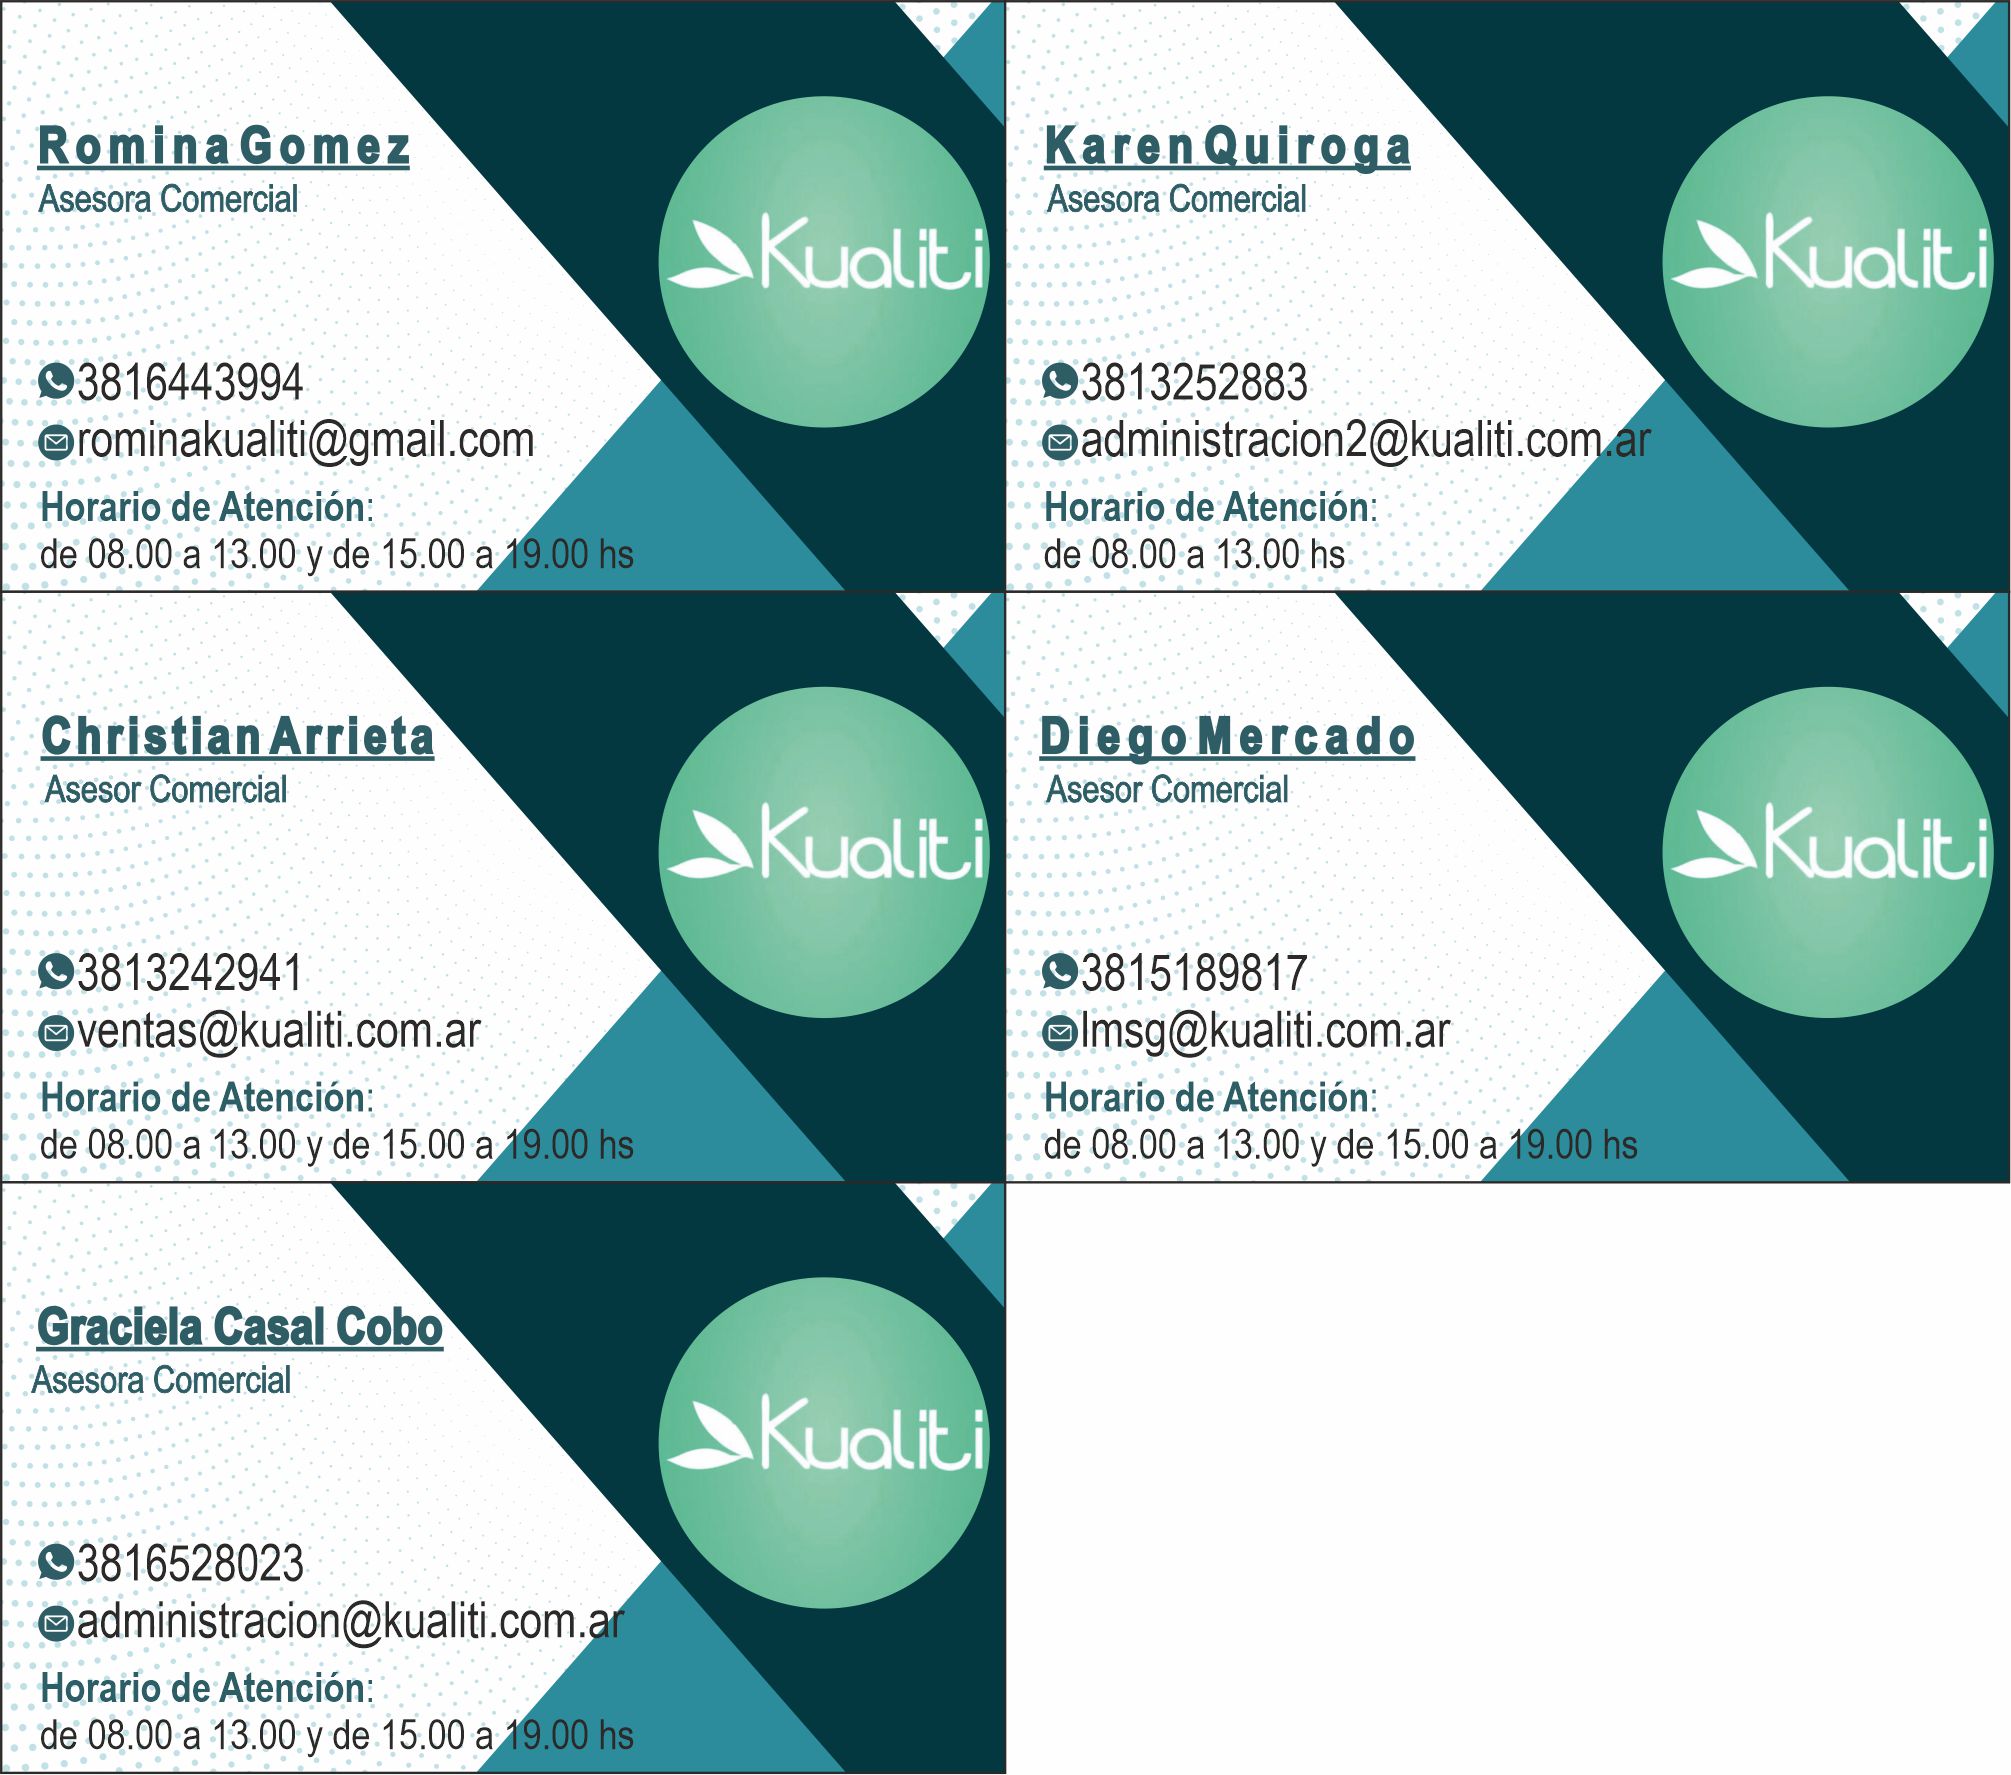 Romina Gomez
Asesora Comercial
Kualiti
3816443994
rominakualiti@gmail.com
Horario de Atención:
de 08.00 a 13.00 y de 15.00 a 19.00 hs
Karen Quiroga
Asesora Comercial
Kualiti
3813252883
administracion2@kualiti.com.ar
Horario de Atención:
de 08.00 a 13.00 hs
Christian Arrieta
Asesor Comercial
Kualiti
3813242941
ventas@kualiti.com.ar
Horario de Atención:
de 08.00 a 13.00 y de 15.00 a 19.00 hs
Diego Mercado
Asesor Comercial
Kualiti
3815189817
lmsg@kualiti.com.ar
Horario de Atención:
de 08.00 a 13.00 y de 15.00 a 19.00 hs
Graciela Casal Cobo
Asesora Comercial
Kualiti
3816528023
administracion@kualiti.com.ar
Horario de Atención:
de 08.00 a 13.00 y de 15.00 a 19.00 hs